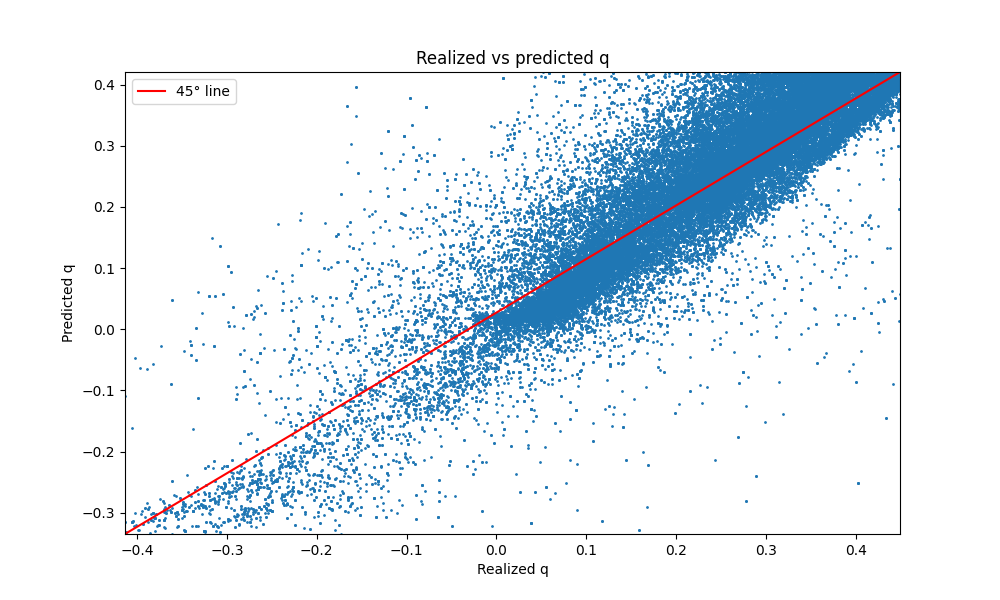 Realized vs predicted q
45° line
Predicted q
0.4
0.3
0.2
0.1
0.0
−0.1
−0.2
−0.3
−0.4 −0.3 −0.2 −0.1 0.0 0.1 0.2 0.3 0.4
Realized q